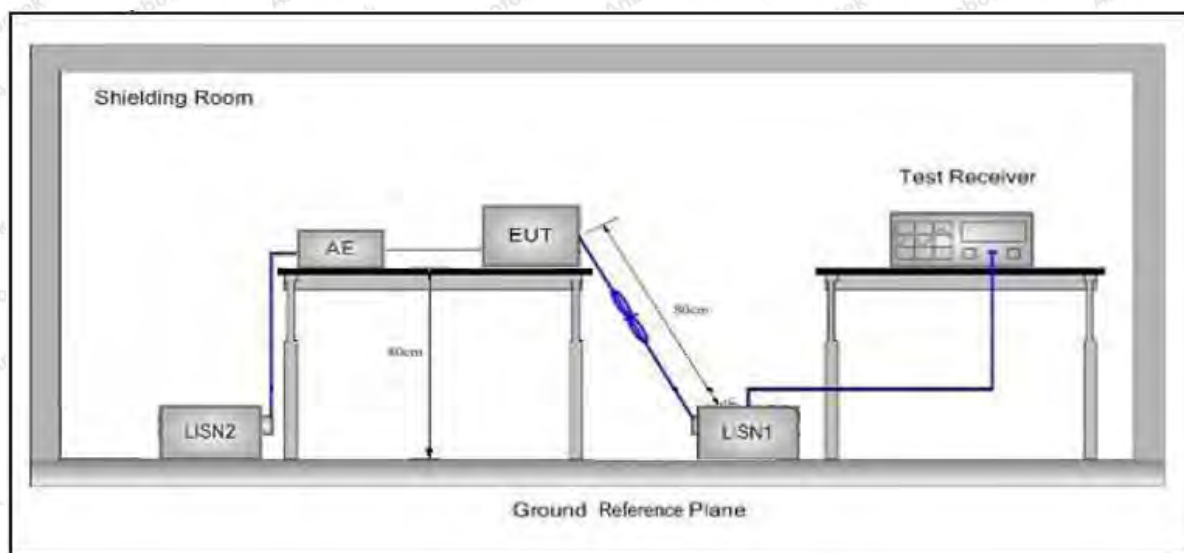 Shielding Room
Test Receiver
AE
EUT
80cm
80cm
LISN2
LISN1
Ground Reference Plane